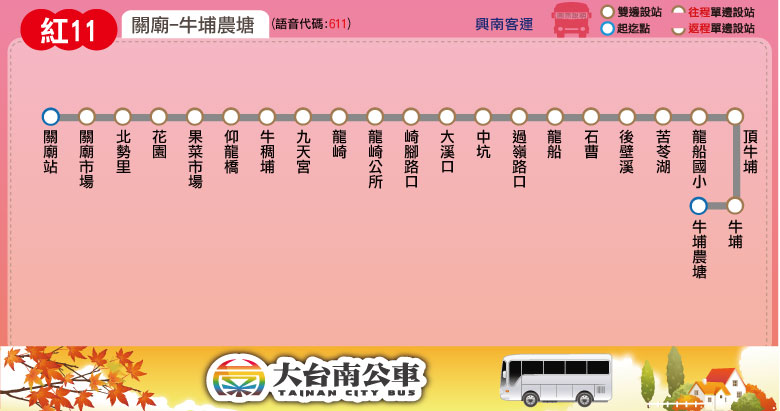 紅11
關廟-牛埔農塘
(語音代碼:611)
興南客運
雙邊設站
往程單邊設站
起迄點
返程單邊設站
關廟站
關廟市場
北勢里
花園
果菜市場
仰龍橋
牛稠埔
九天宮
龍崎
龍崎公所
崎腳路口
大溪口
中坑
過嶺路口
龍船
石曹
後壁溪
苦苓湖
龍船國小
頂牛埔
牛埔
牛埔農塘
大台南公車
TAINAN CITY BUS